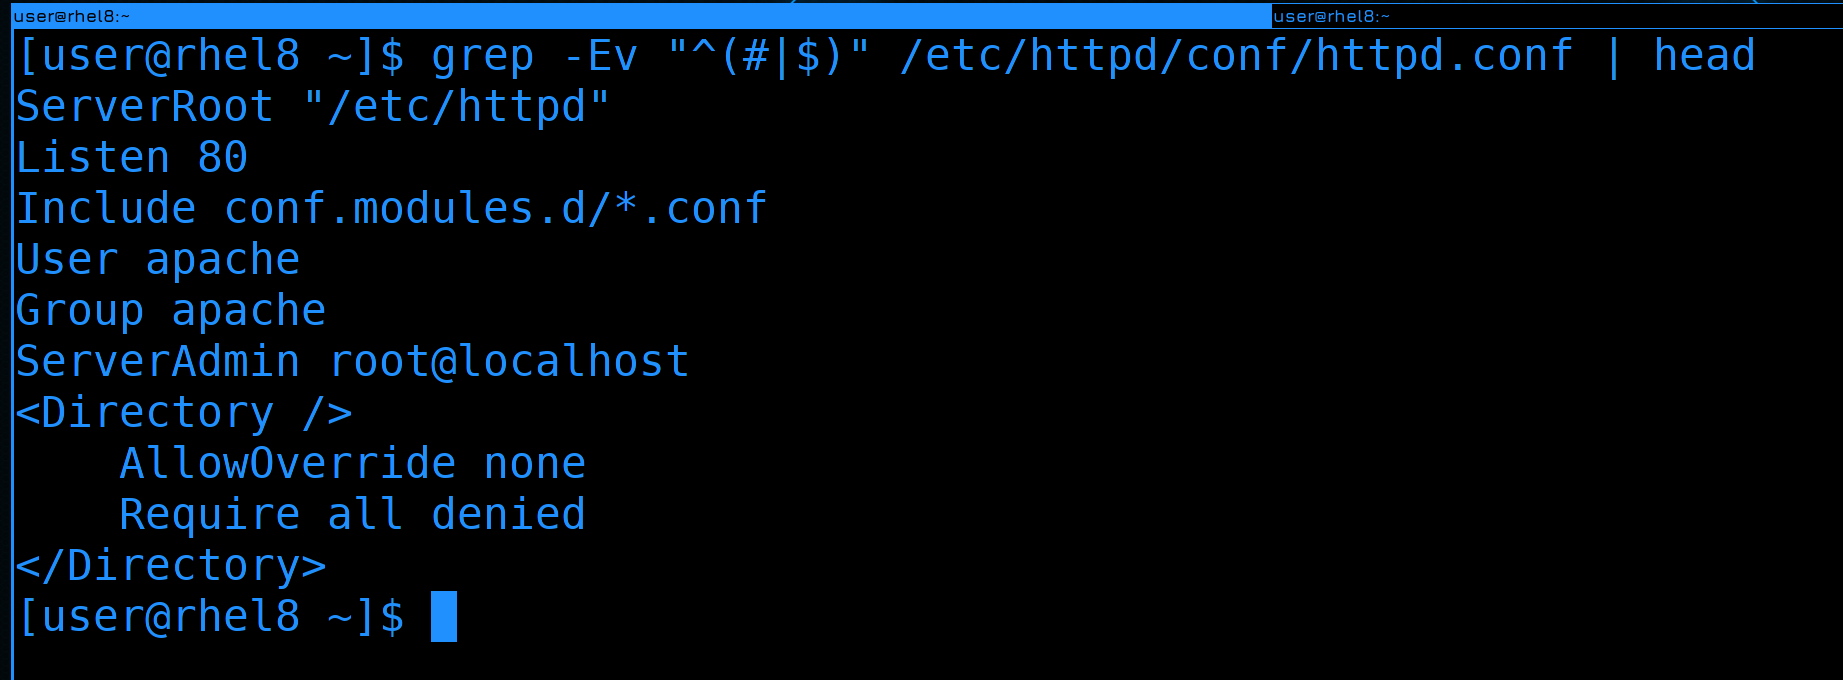 user@rhel8:~ user@rhel8:~
[user@rhel8 ~]$ grep -Ev "^(#|$)" /etc/httpd/conf/httpd.conf | head
ServerRoot "/etc/httpd"
Listen 80
Include conf.modules.d/*.conf
User apache
Group apache
ServerAdmin root@localhost
<Directory />
    AllowOverride none
    Require all denied
</Directory>
[user@rhel8 ~]$